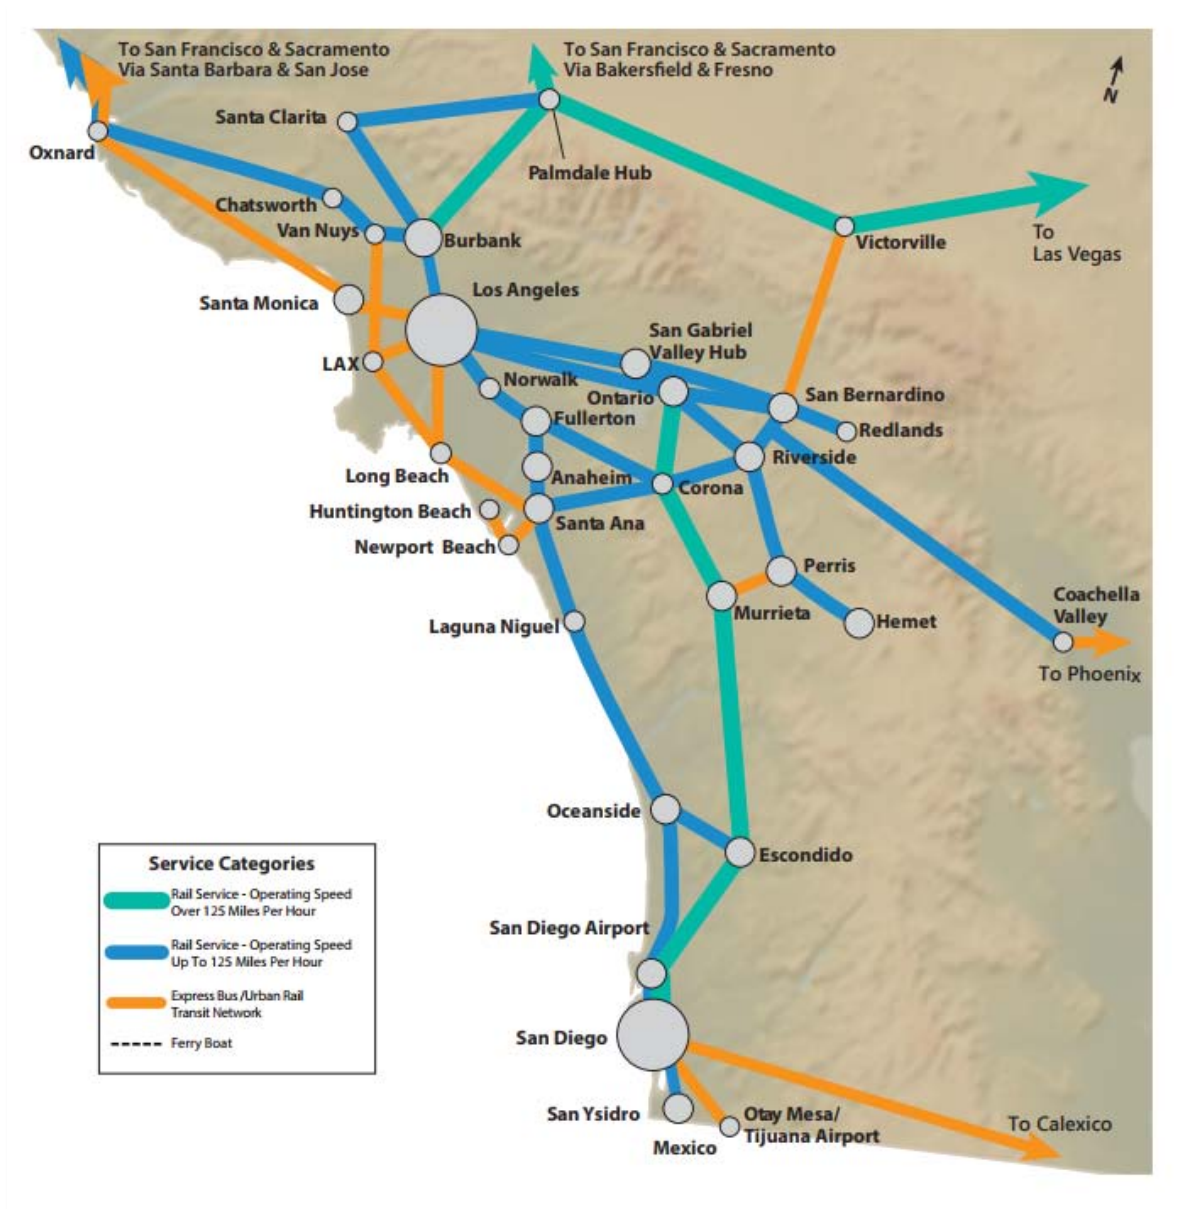 To San Francisco & Sacramento
Via Santa Barbara & San Jose
To San Francisco & Sacramento
Via Bakersfield & Fresno
N
Santa Clarita
Oxnard
Palmdale Hub
Chatsworth
Van Nuys
Burbank
Victorville
To
Las Vegas
Santa Monica
Los Angeles
San Gabriel
Valley Hub
LAX
Norwalk
Ontario
San Bernardino
Fullerton
Redlands
Riverside
Long Beach
Anaheim
Corona
Huntington Beach
Santa Ana
Newport Beach
Perris
Murrieta
Hemet
Coachella
Valley
Laguna Niguel
To Phoenix
Oceanside
Escondido
Service Categories
Rail Service - Operating Speed
Over 125 Miles Per Hour
Rail Service - Operating Speed
Up To 125 Miles Per Hour
Express Bus /Urban Rail
Transit Network
Ferry Boat
San Diego Airport
San Diego
San Ysidro
Mexico
Otay Mesa/
Tijuana Airport
To Calexico